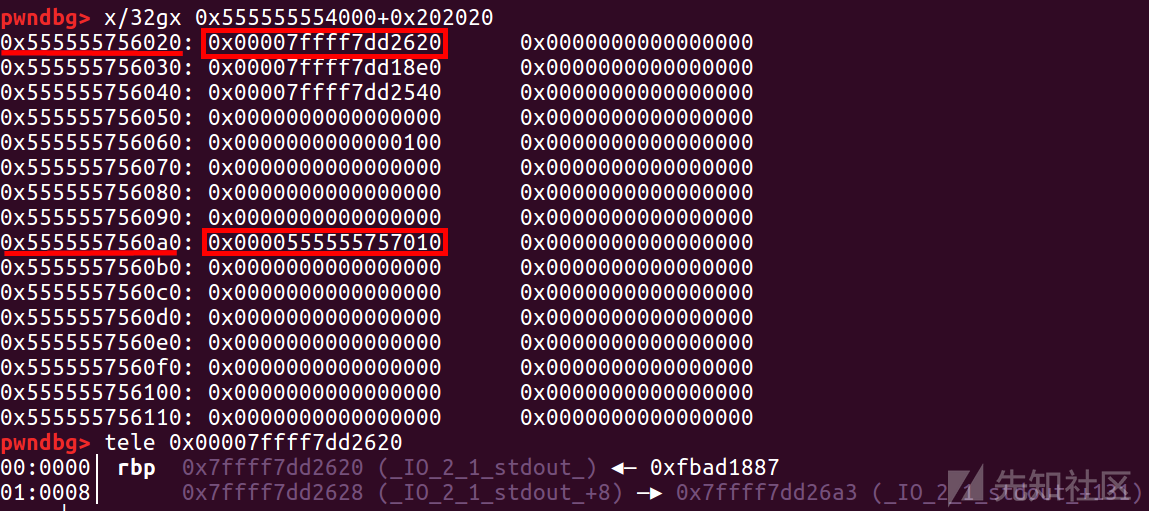 pwndbg> x/32gx 0x555555554000+0x202020
0x555555756020: 0x00007ffff7dd2620 0x0000000000000000
0x555555756030: 0x00007ffff7dd18e0 0x0000000000000000
0x555555756040: 0x00007ffff7dd2540 0x0000000000000000
0x555555756050: 0x0000000000000000 0x0000000000000000
0x555555756060: 0x0000000000000100 0x0000000000000000
0x555555756070: 0x0000000000000000 0x0000000000000000
0x555555756080: 0x0000000000000000 0x0000000000000000
0x555555756090: 0x0000000000000000 0x0000000000000000
0x5555557560a0: 0x0000555555757010 0x0000000000000000
0x5555557560b0: 0x0000000000000000 0x0000000000000000
0x5555557560c0: 0x0000000000000000 0x0000000000000000
0x5555557560d0: 0x0000000000000000 0x0000000000000000
0x5555557560e0: 0x0000000000000000 0x0000000000000000
0x5555557560f0: 0x0000000000000000 0x0000000000000000
0x555555756100: 0x0000000000000000 0x0000000000000000
0x555555756110: 0x0000000000000000 0x0000000000000000
pwndbg> tele 0x00007ffff7dd2620
00:0000│ rbp 0x7ffff7dd2620 (_IO_2_1_stdout_) ◂— 0xfbad1887
01:0008│ 0x7ffff7dd2628 (_IO_2_1_stdout_+8) —▸ 0x7ffff7dd26a3 (_IO_2_1_stdout_+131)
先知社区